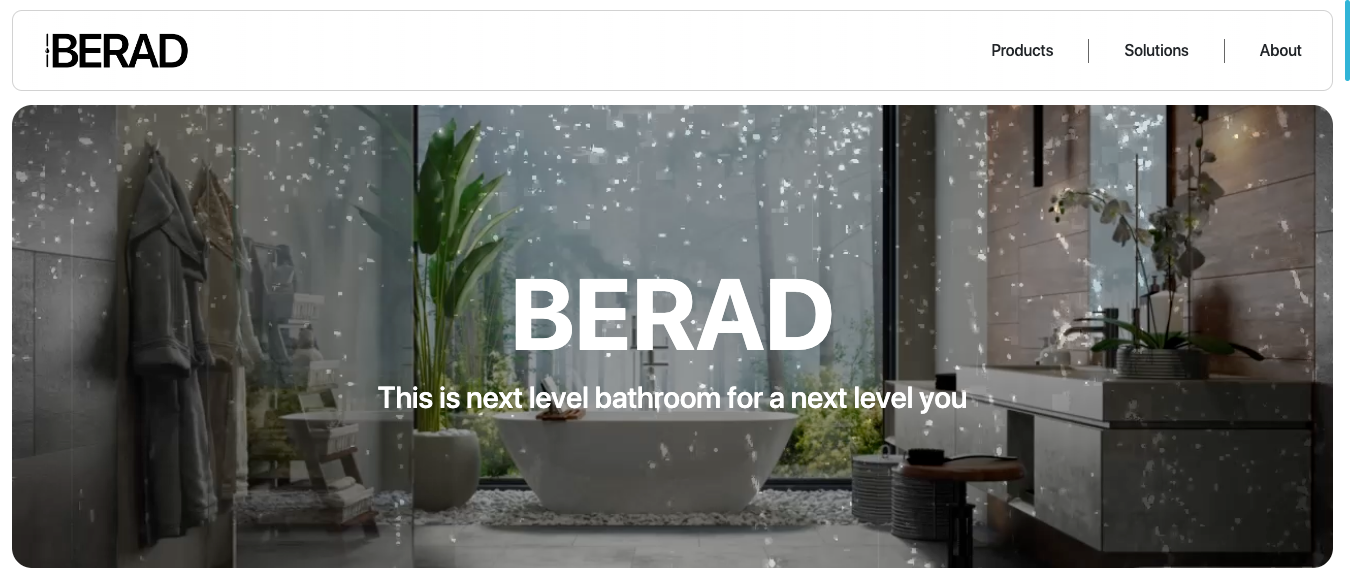 BERAD
Products
Solutions
About
BERAD
This is next level bathroom for a next level you